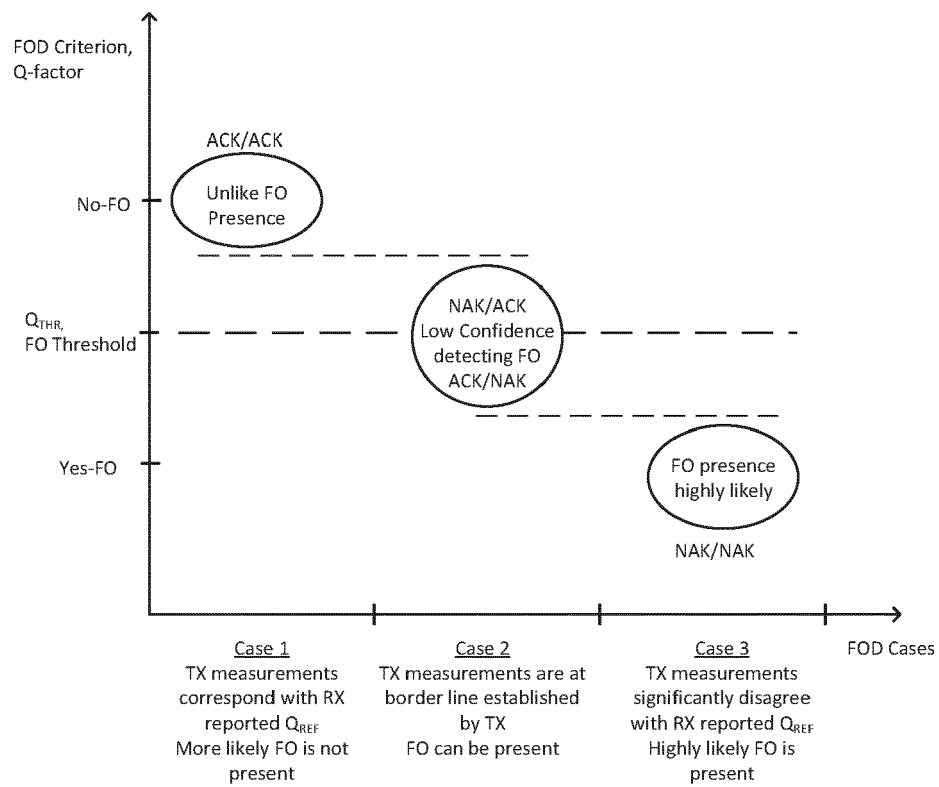 FOD Criterion,
Q-factor
ACK/ACK
Unlike FO
Presence
No-FO
NAK/ACK
Low Confidence
detecting FO
ACK/NAK
QTHR,
FO Threshold
Yes-FO
FO presence
highly likely
NAK/NAK
FOD Cases
Case 1
TX measurements
correspond with RX
reported QREF
More likely FO is not
present
Case 2
TX measurements are at
border line established
by TX
FO can be present
Case 3
TX measurements
significantly disagree
with RX reported QREF
Highly likely FO is
present